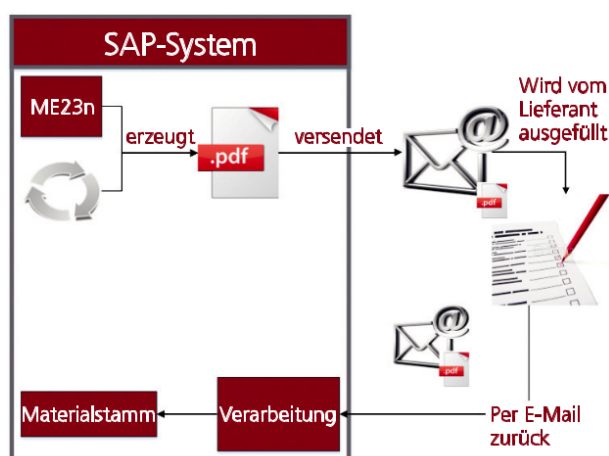 SAP-System
ME23n
erzeugt
.pdf
versendet
@
.pdf
Wird vom
Lieferant
ausgefüllt
@
.pdf
Materialstamm
Verarbeitung
Per E-Mail
zurück